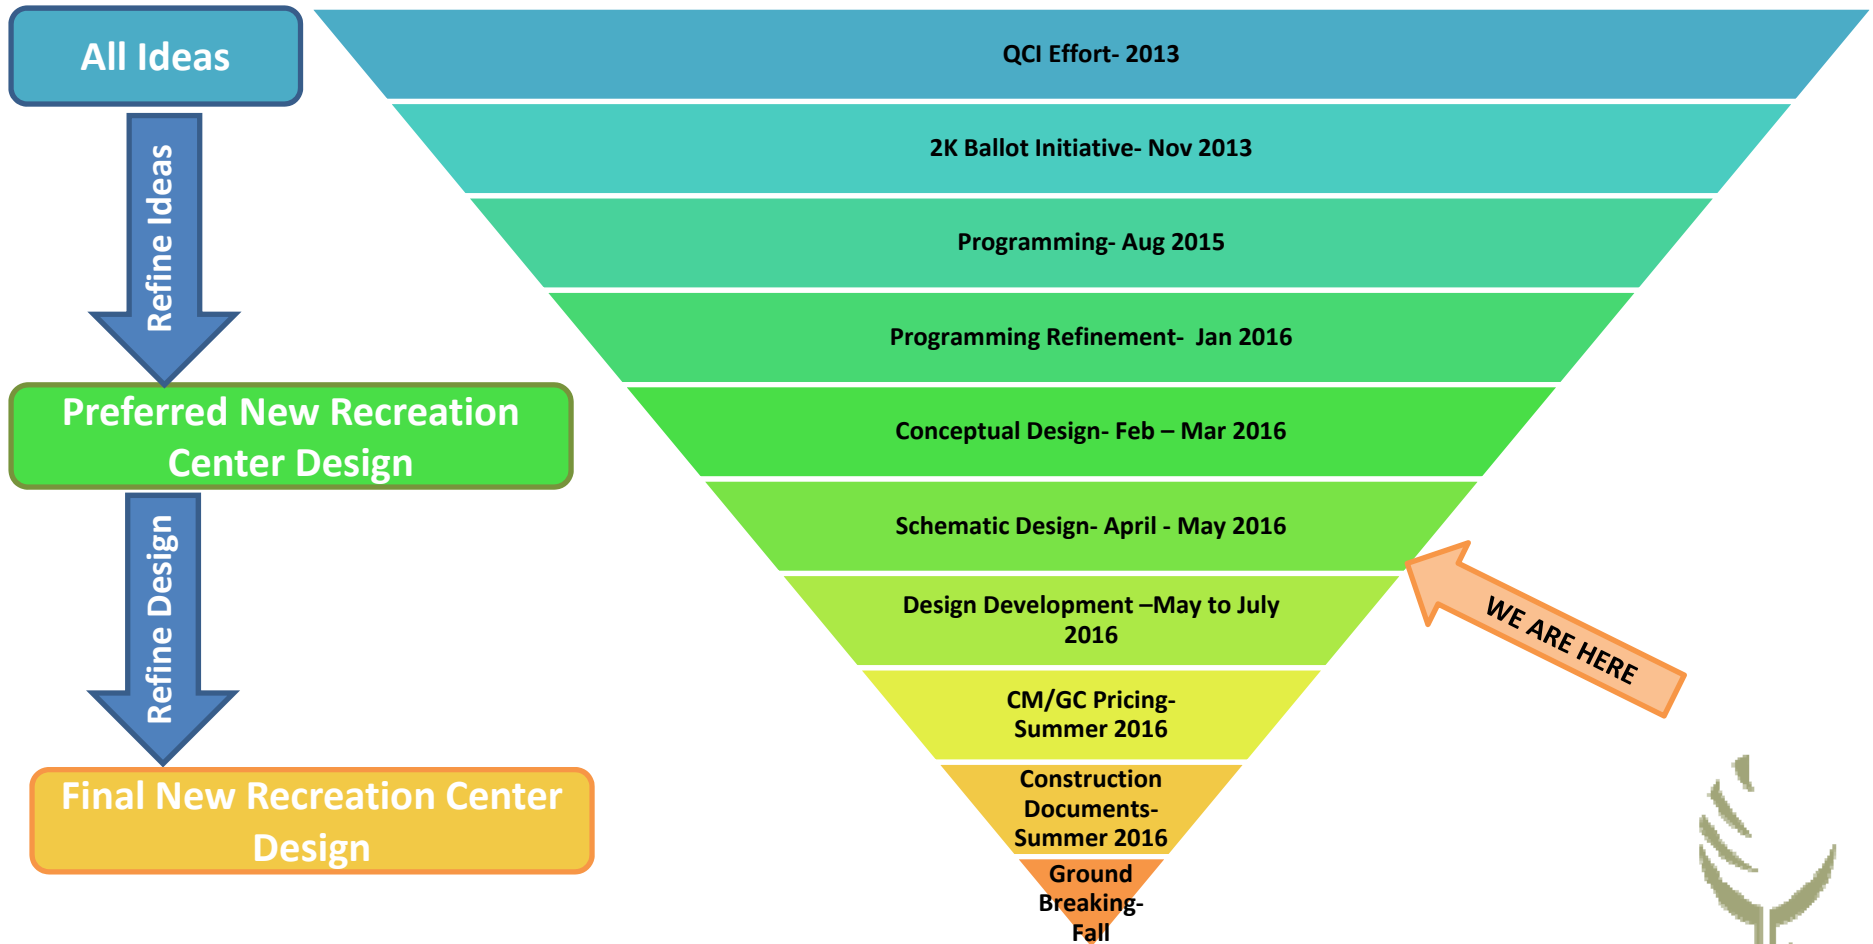 All Ideas
Refine Ideas
Preferred New Recreation
Center Design
Refine Design
Final New Recreation Center
Design
QCI Effort- 2013
2K Ballot Initiative- Nov 2013
Programming- Aug 2015
Programming Refinement-  Jan 2016
Conceptual Design- Feb – Mar 2016
Schematic Design- April - May 2016
Design Development –May to July
2016
CM/GC Pricing-
Summer 2016
Construction
Documents-
Summer 2016
Ground
Breaking-
Fall
WE ARE HERE